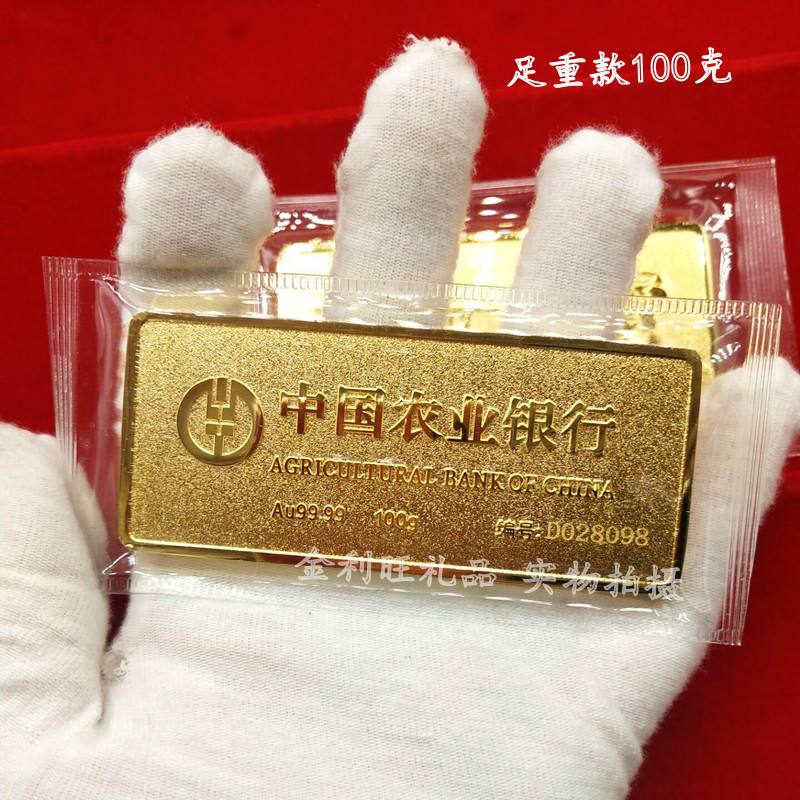 足重款100克
中国农业银行
AGRICULTURAL BANK OF CHINA
Au99.99 100g 编号:D028098
金利旺礼品 实物拍摄